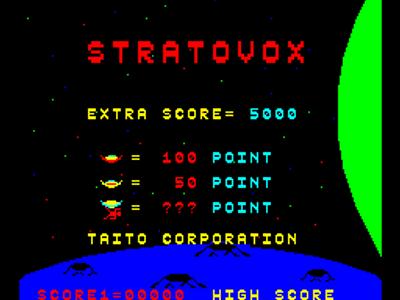 STRATOVOX
EXTRA SCORE= 5000
= 100 POINT
= 50 POINT
= ??? POINT
TAITO CORPORATION
SCORE1=00000 HIGH SCORE